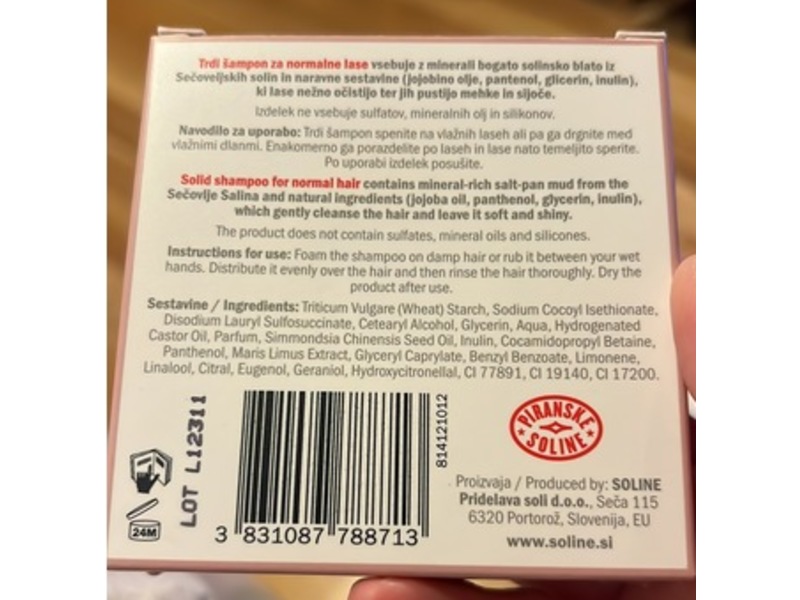 Trdi šampon za normalne lase vsebuje z minerali bogato solinsko blato iz
Sečoveljskih solin in naravne sestavine (jojobino olje, pantenol, glicerin, inulin),
ki lase nežno očistijo ter jih pustijo mehke in sijoče.
Izdelek ne vsebuje sulfatov, mineralnih olj in silikonov.
Navodilo za uporabo: Trdi šampon spenite na vlažnih laseh ali pa ga drgnite med
vlažnimi dlanmi. Enakomerno ga porazdelite po laseh in lase nato temeljito sperite.
Po uporabi izdelek posušite.
Solid shampoo for normal hair contains mineral-rich salt-pan mud from the
Sečovlje Salina and natural ingredients (jojoba oil, panthenol, glycerin, inulin),
which gently cleanse the hair and leave it soft and shiny.
The product does not contain sulfates, mineral oils and silicones.
Instructions for use: Foam the shampoo on damp hair or rub it between your wet
hands. Distribute it evenly over the hair and then rinse the hair thoroughly. Dry the
product after use.
Sestavine / Ingredients: Triticum Vulgare (Wheat) Starch, Sodium Cocoyl Isethionate,
Disodium Lauryl Sulfosuccinate, Cetearyl Alcohol, Glycerin, Aqua, Hydrogenated
Castor Oil, Parfum, Simmondsia Chinensis Seed Oil, Inulin, Cocamidopropyl Betaine,
Panthenol, Maris Limus Extract, Glyceryl Caprylate, Benzyl Benzoate, Limonene,
Linalool, Citral, Eugenol, Geraniol, Hydroxycitronellal, CI 77891, CI 19140, CI 17200.
24M
LOT L12311
3 831087 788713
814121012
PIRANSKE
SOLINE
Proizvaja / Produced by: SOLINE
Pridelava soli d.o.o., Seča 115
6320 Portorož, Slovenija, EU
www.soline.si